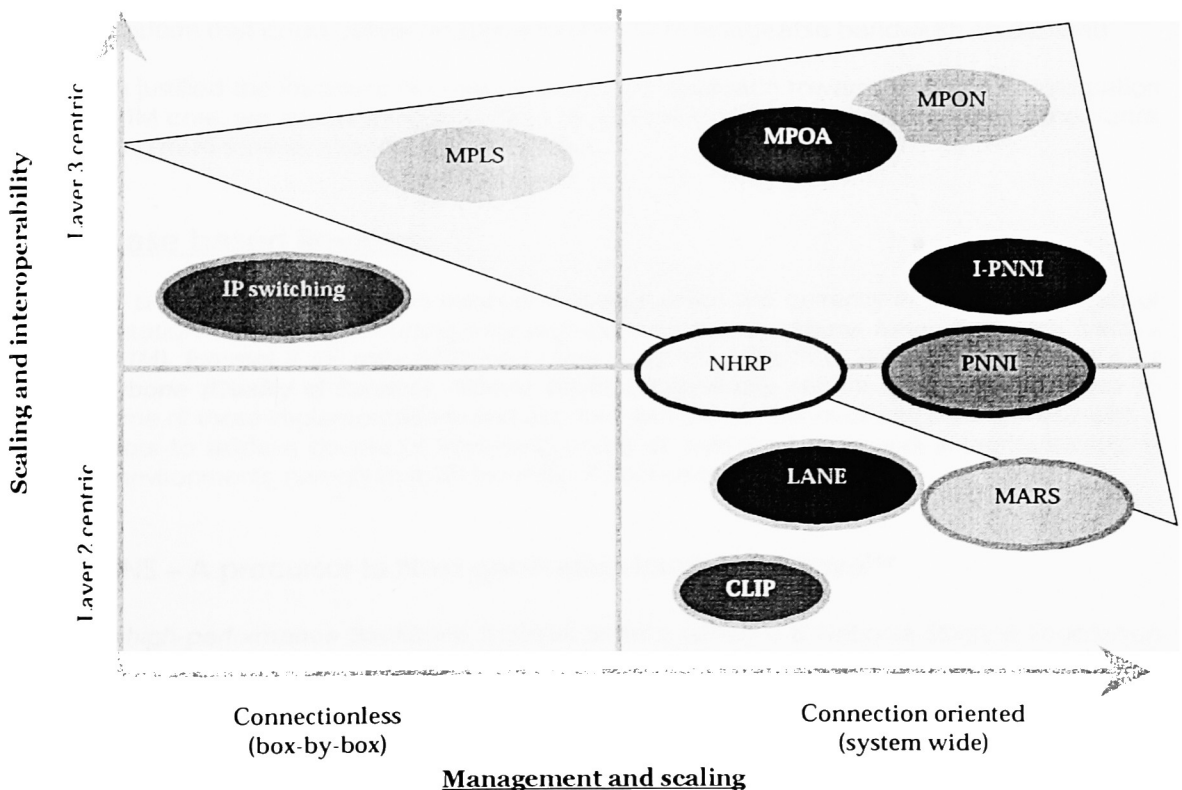 MPON
MPOA
MPLS
Layer 3 centric
Scaling and interoperability
I-PNNI
IP switching
NHRP
PNNI
LANE
MARS
Layer 2 centric
CLIP
Connectionless
(box-by-box)
Connection oriented
(system wide)
Management and scaling